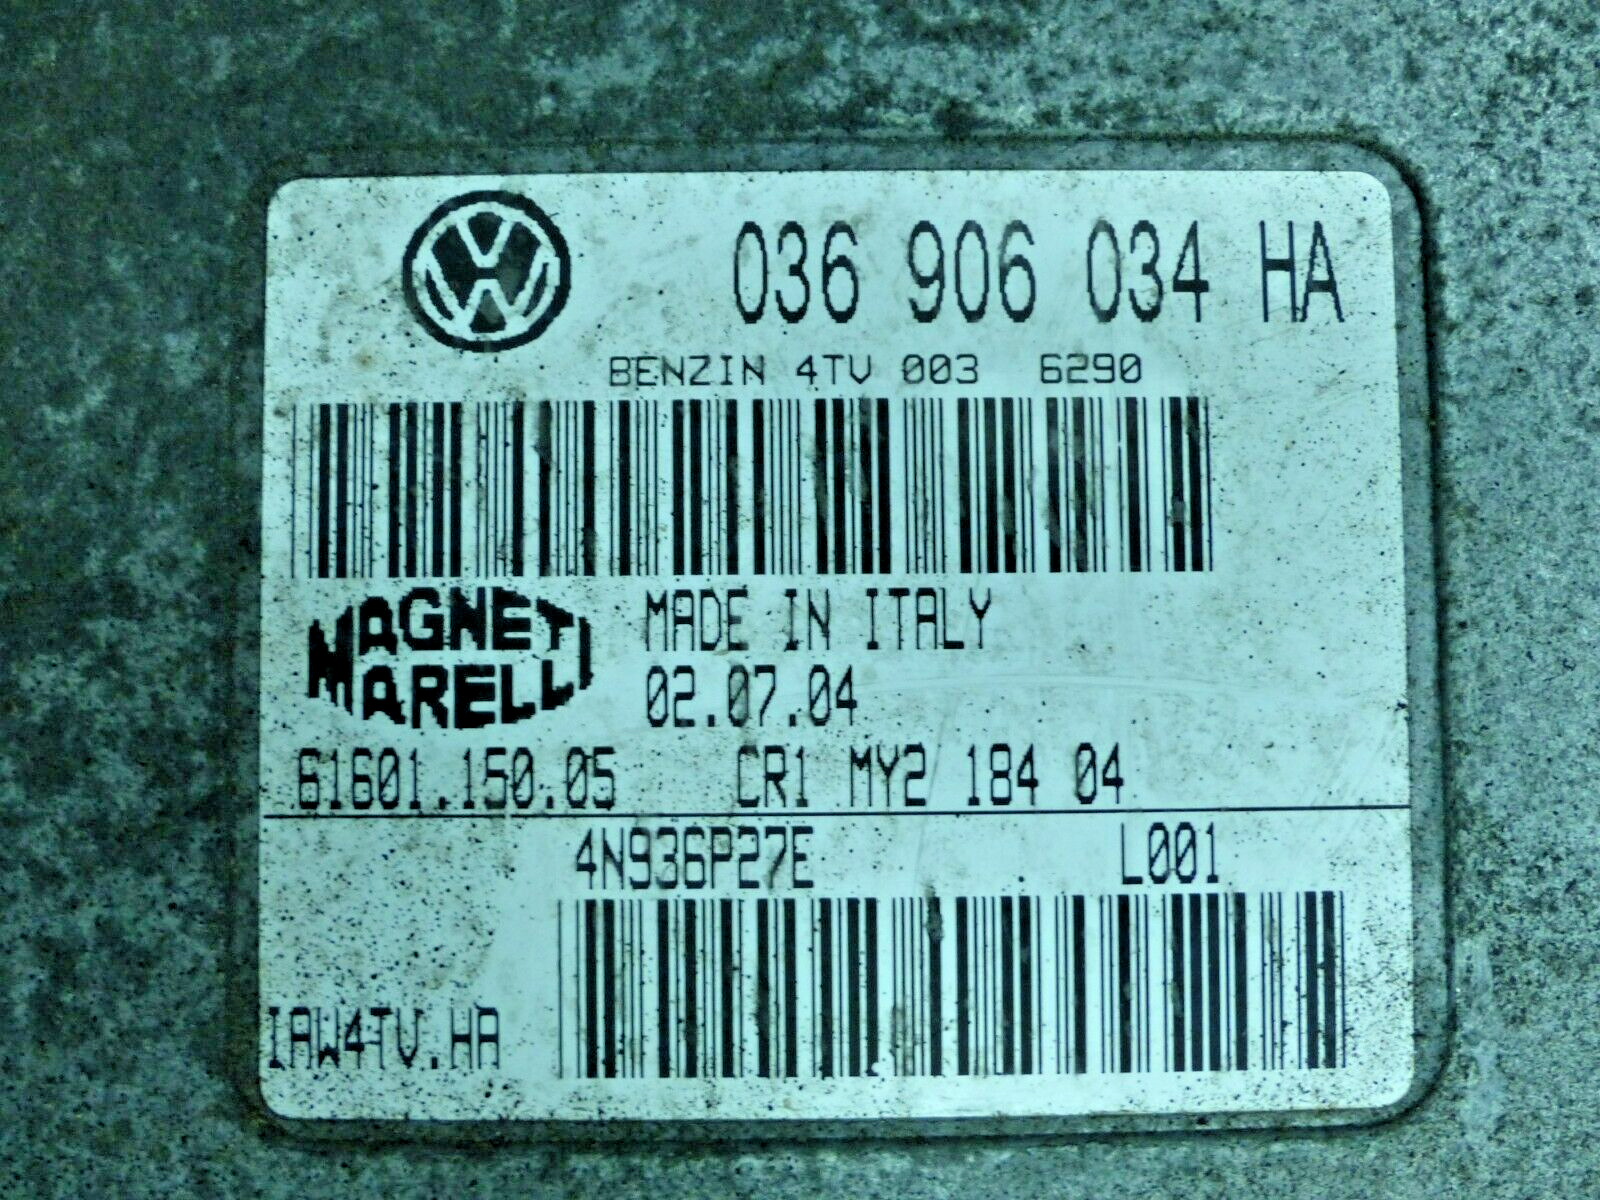 036 906 034 HA
BENZIN 4TV 003 6290
MAGNETI MARELLI
MADE IN ITALY
02.07.04
61601.150.05 CR1 MY2 184 04
4N936P27E L001
IAW4TV.HA